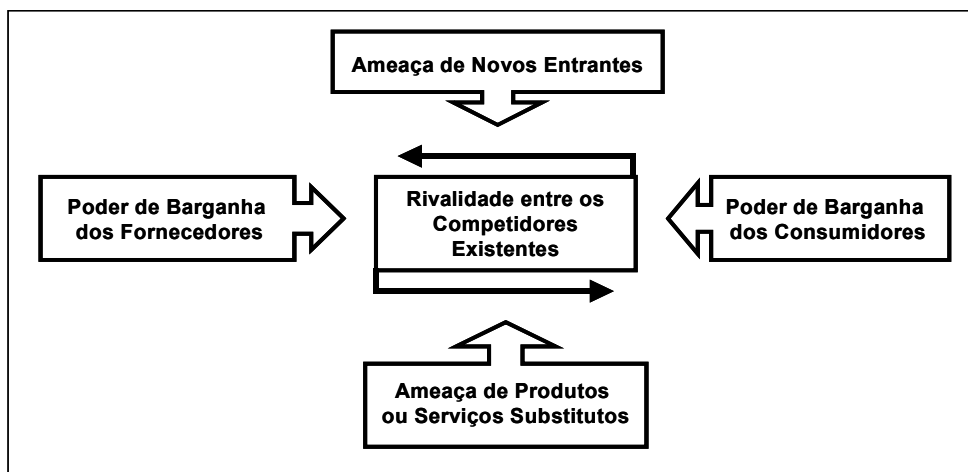 Ameaça de Novos Entrantes
Poder de Barganha
dos Fornecedores
Rivalidade entre os
Competidores
Existentes
Poder de Barganha
dos Consumidores
Ameaça de Produtos
ou Serviços Substitutos